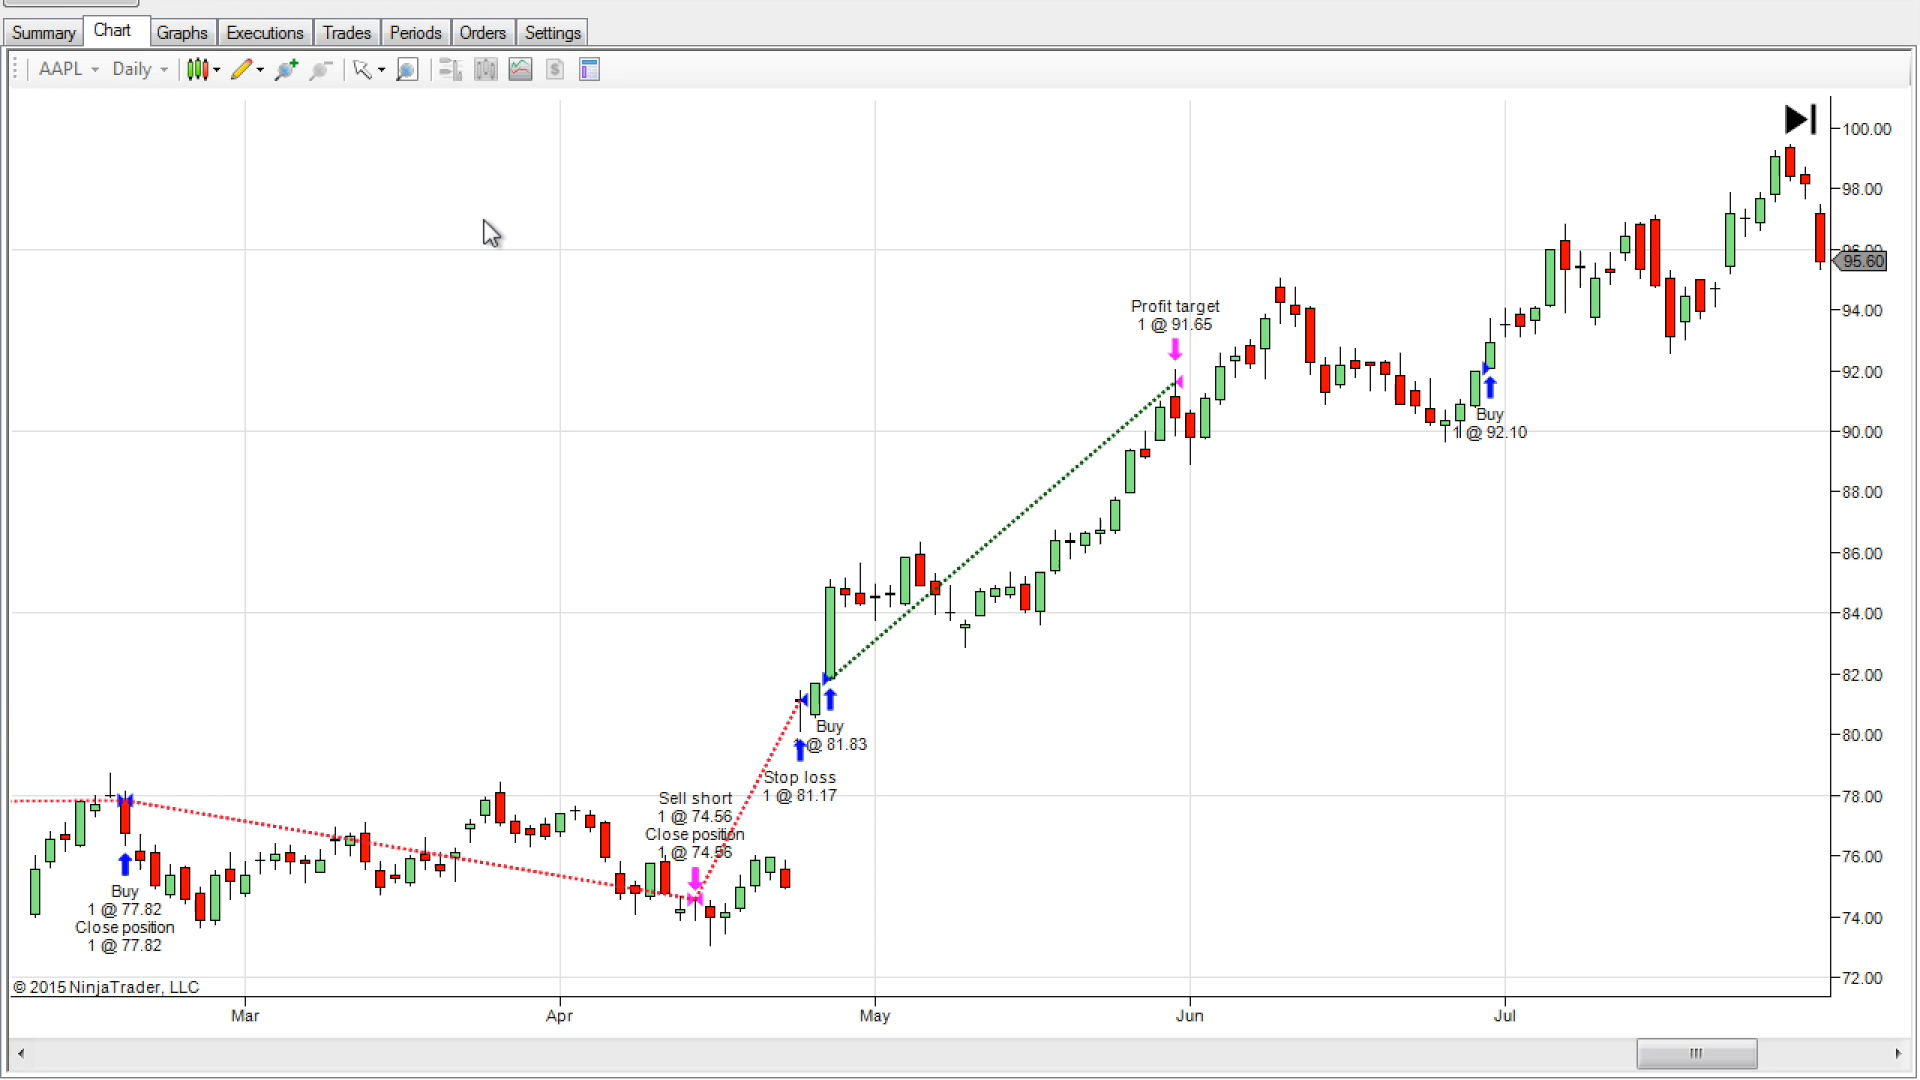 Summary Chart Graphs Executions Trades Periods Orders Settings
AAPL Daily
100.00
98.00
96.00
95.60
94.00
92.00
90.00
88.00
86.00
84.00
82.00
80.00
78.00
76.00
74.00
72.00
Profit target
1 @ 91.65
Buy
1 @ 92.10
Buy
1 @ 81.83
Stop loss
1 @ 81.17
Sell short
1 @ 74.56
Close position
1 @ 74.56
Buy
1 @ 77.82
Close position
1 @ 77.82
© 2015 NinjaTrader, LLC
Mar Apr May Jun Jul